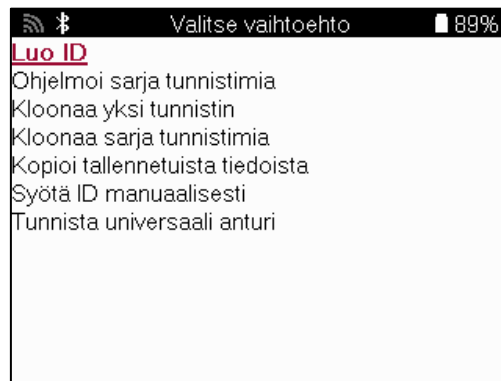 Valitse vaihtoehto 89%
Luo ID
Ohjelmoi sarja tunnistimia
Kloonaa yksi tunnistin
Kloonaa sarja tunnistimia
Kopioi tallennetuista tiedoista
Syötä ID manuaalisesti
Tunnista universaali anturi